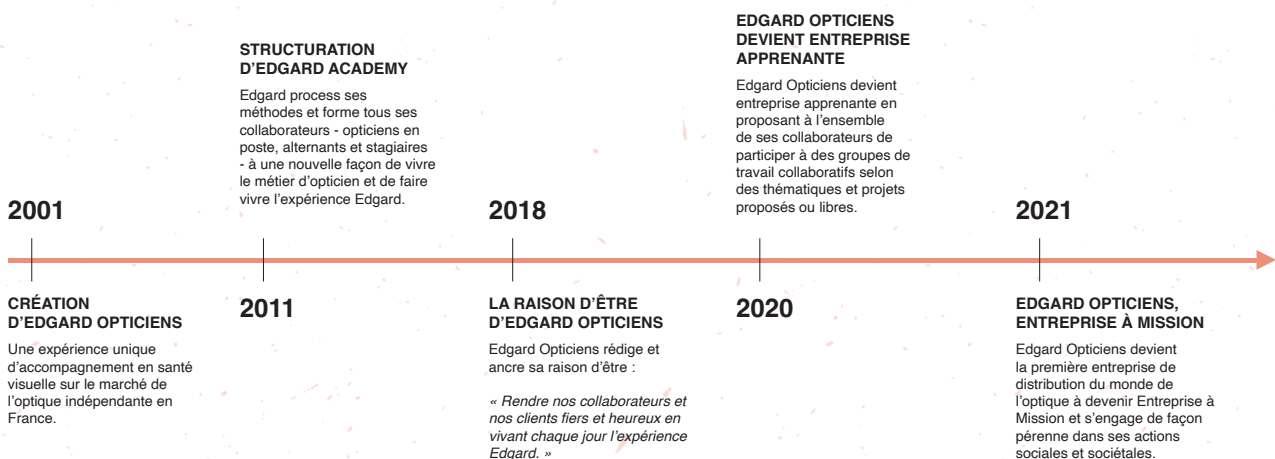 2001
CRÉATION
D'EDGARD OPTICIENS
Une expérience unique
d'accompagnement en santé
visuelle sur le marché de
l'optique indépendante en
France.
STRUCTURATION
D'EDGARD ACADEMY
Edgard process ses
méthodes et forme tous ses
collaborateurs - opticiens en
poste, alternants et stagiaires
- à une nouvelle façon de vivre
le métier d'opticien et de faire
vivre l'expérience Edgard.
2011
2018
LA RAISON D'ÊTRE
D'EDGARD OPTICIENS
Edgard Opticiens rédige et
ancre sa raison d'être :
« Rendre nos collaborateurs et
nos clients fiers et heureux en
vivant chaque jour l'expérience
Edgard. »
EDGARD OPTICIENS
DEVIENT ENTREPRISE
APPRENANTE
Edgard Opticiens devient
entreprise apprenante en
proposant à l'ensemble
de ses collaborateurs de
participer à des groupes de
travail collaboratifs selon
des thématiques et projets
proposés ou libres.
2020
2021
EDGARD OPTICIENS,
ENTREPRISE À MISSION
Edgard Opticiens devient
la première entreprise de
distribution du monde de
l'optique à devenir Entreprise à
Mission et s'engage de façon
pérenne dans ses actions
sociales et sociétales.